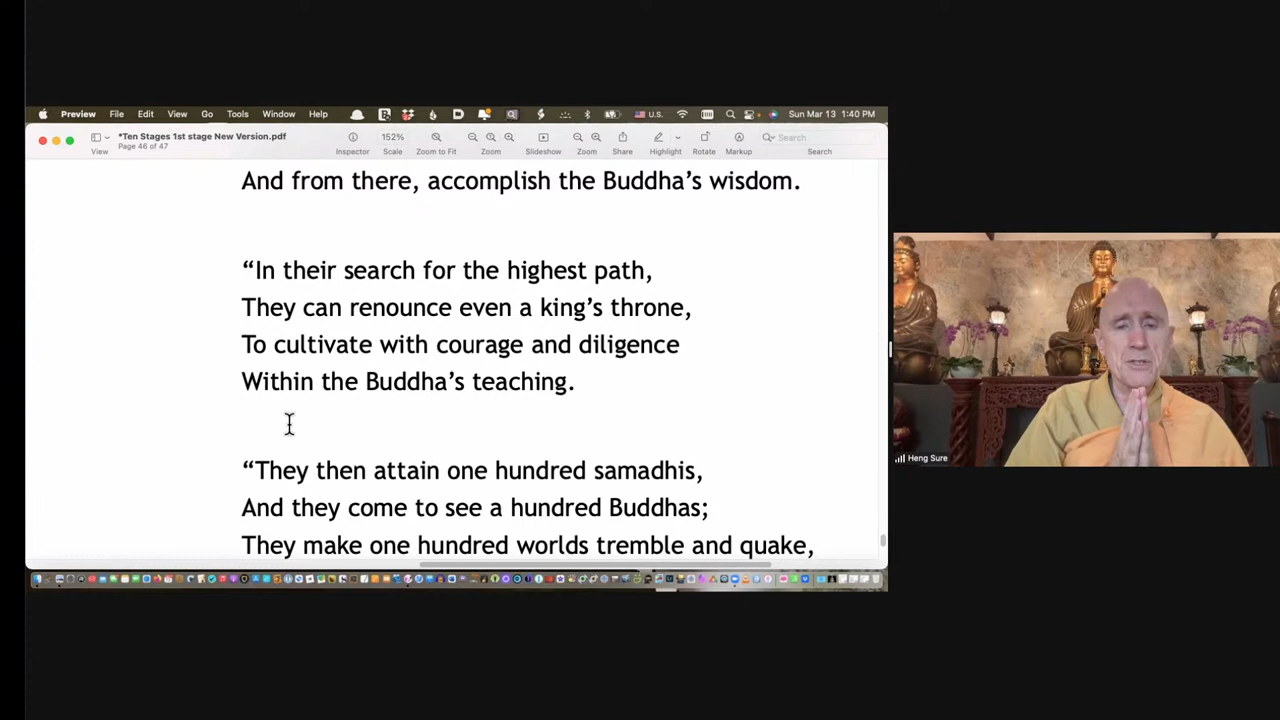 Preview File Edit View Go Tools Window Help U.S. Sun Mar 13 1:40 PM
*Ten Stages 1st stage New Version.pdf
Page 46 of 47
152%
Search
View Inspector Scale Zoom to Fit Zoom Slideshow Zoom Share Highlight Rotate Markup Search
And from there, accomplish the Buddha’s wisdom.
“In their search for the highest path,
They can renounce even a king’s throne,
To cultivate with courage and diligence
Within the Buddha’s teaching.
“They then attain one hundred samadhis,
And they come to see a hundred Buddhas;
They make one hundred worlds tremble and quake,
Heng Sure